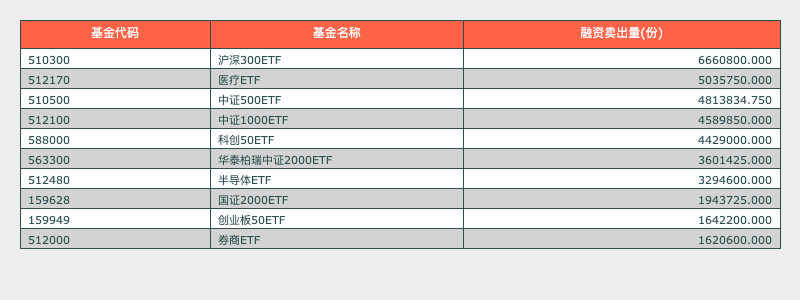 基金代码 基金名称 融资卖出量(份)
510300 沪深300ETF 6660800.000
512170 医疗ETF 5035750.000
510500 中证500ETF 4813834.750
512100 中证1000ETF 4589850.000
588000 科创50ETF 4429000.000
563300 华泰柏瑞中证2000ETF 3601425.000
512480 半导体ETF 3294600.000
159628 国证2000ETF 1943725.000
159949 创业板50ETF 1642200.000
512000 券商ETF 1620600.000